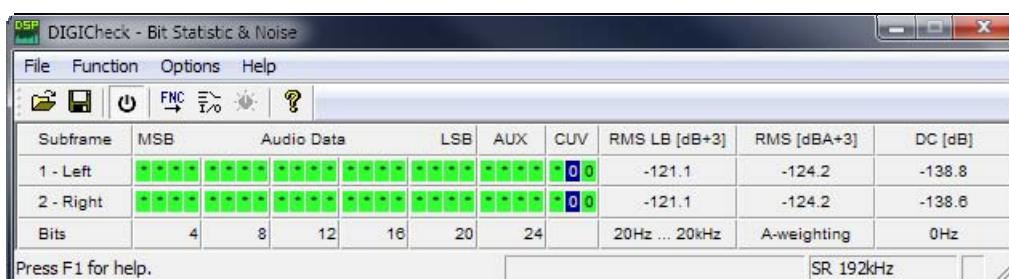 DSP DIGICheck - Bit Statistic & Noise
File Function Options Help
FNC
Subframe MSB Audio Data LSB AUX CUV RMS LB [dB+3] RMS [dBA+3] DC [dB]
1 - Left * * * * * * * * * * * * * * * * * * * * * * * * * 0 0 -121.1 -124.2 -138.8
2 - Right * * * * * * * * * * * * * * * * * * * * * * * * * 0 0 -121.1 -124.2 -138.6
Bits 4 8 12 16 20 24 20Hz ... 20kHz A-weighting 0Hz
Press F1 for help. SR 192kHz